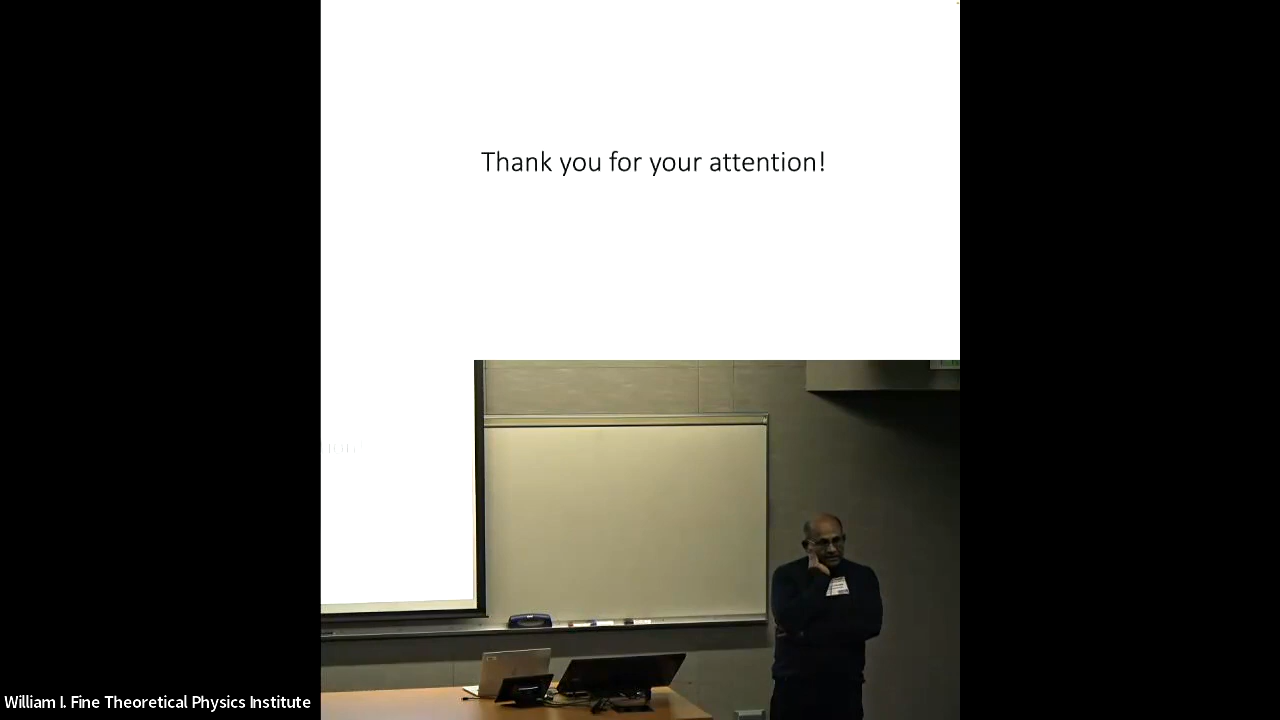 Thank you for your attention!
William I. Fine Theoretical Physics Institute